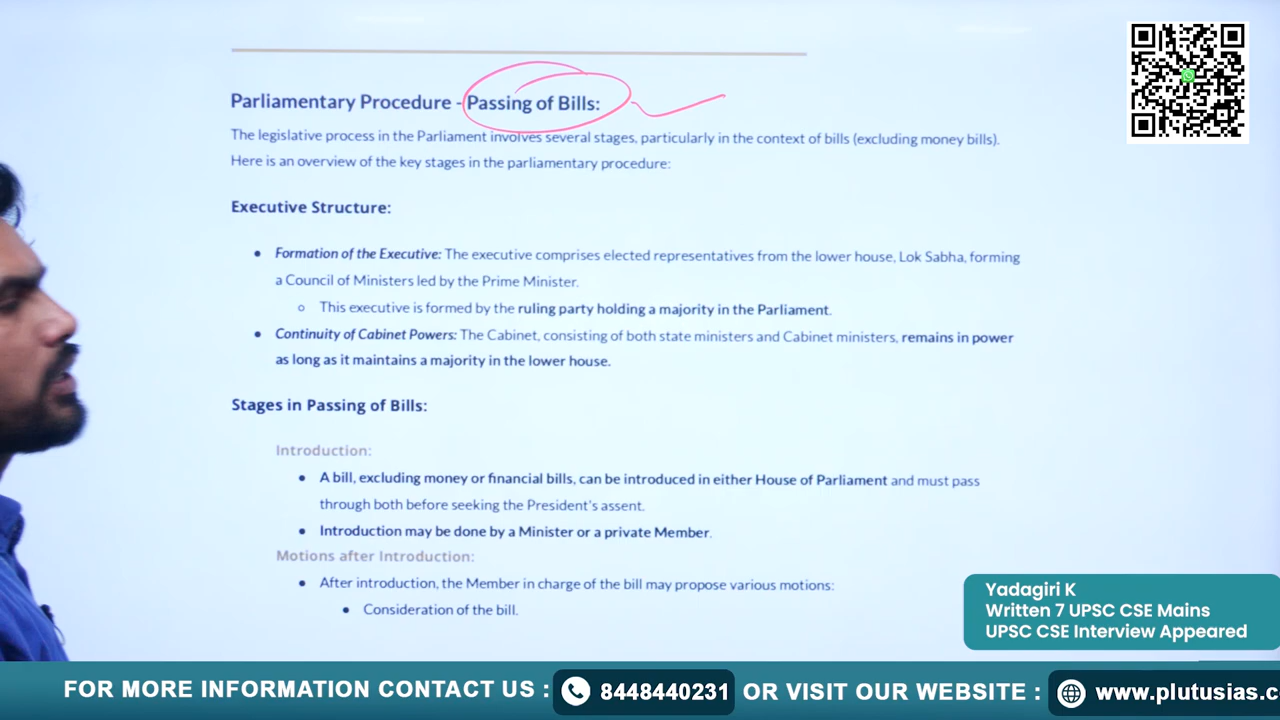 Parliamentary Procedure - Passing of Bills:
The legislative process in the Parliament involves several stages, particularly in the context of bills (excluding money bills).
Here is an overview of the key stages in the parliamentary procedure:
Executive Structure:
• Formation of the Executive: The executive comprises elected representatives from the lower house, Lok Sabha, forming
a Council of Ministers led by the Prime Minister.
○ This executive is formed by the ruling party holding a majority in the Parliament.
• Continuity of Cabinet Powers: The Cabinet, consisting of both state ministers and Cabinet ministers, remains in power
as long as it maintains a majority in the lower house.
Stages in Passing of Bills:
Introduction:
• A bill, excluding money or financial bills, can be introduced in either House of Parliament and must pass
through both before seeking the President's assent.
• Introduction may be done by a Minister or a private Member.
Motions after Introduction:
• After introduction, the Member in charge of the bill may propose various motions:
• Consideration of the bill.
Yadagiri K
Written 7 UPSC CSE Mains
UPSC CSE Interview Appeared
FOR MORE INFORMATION CONTACT US : 8448440231 OR VISIT OUR WEBSITE : www.plutusias.c